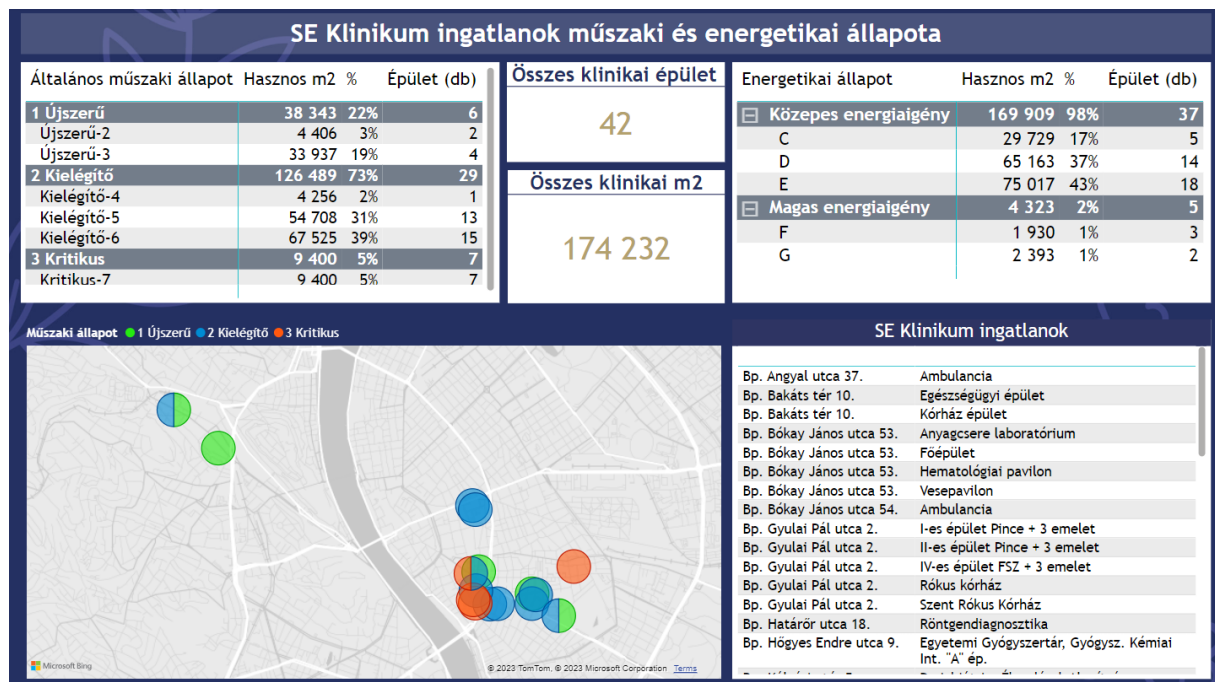 SE Klinikum ingatlanok műszaki és energetikai állapota
Általános műszaki állapot Hasznos m2 % Épület (db)
1 Újszerű 38 343 22% 6
Újszerű-2 4 406 3% 2
Újszerű-3 33 937 19% 4
2 Kielégítő 126 489 73% 29
Kielégítő-4 4 256 2% 1
Kielégítő-5 54 708 31% 13
Kielégítő-6 67 525 39% 15
3 Kritikus 9 400 5% 7
Kritikus-7 9 400 5% 7
Összes klinikai épület
42
Összes klinikai m2
174 232
Energetikai állapot Hasznos m2 % Épület (db)
Közepes energiaigény 169 909 98% 37
C 29 729 17% 5
D 65 163 37% 14
E 75 017 43% 18
Magas energiaigény 4 323 2% 5
F 1 930 1% 3
G 2 393 1% 2
Műszaki állapot 1 Újszerű 2 Kielégítő 3 Kritikus
Microsoft Bing
© 2023 TomTom, © 2023 Microsoft Corporation Terms
SE Klinikum ingatlanok
Bp. Angyal utca 37. Ambulancia
Bp. Bakáts tér 10. Egészségügyi épület
Bp. Bakáts tér 10. Kórház épület
Bp. Bókay János utca 53. Anyagcsere laboratórium
Bp. Bókay János utca 53. Főépület
Bp. Bókay János utca 53. Hematológiai pavilon
Bp. Bókay János utca 53. Vesepavilon
Bp. Bókay János utca 54. Ambulancia
Bp. Gyulai Pál utca 2. I-es épület Pince + 3 emelet
Bp. Gyulai Pál utca 2. II-es épület Pince + 3 emelet
Bp. Gyulai Pál utca 2. IV-es épület FSZ + 3 emelet
Bp. Gyulai Pál utca 2. Rókus kórház
Bp. Gyulai Pál utca 2. Szent Rókus Kórház
Bp. Határőr utca 18. Röntgendiagnosztika
Bp. Hőgyes Endre utca 9. Egyetemi Gyógyszertár, Gyógysz. Kémiai
Int. "A" ép.